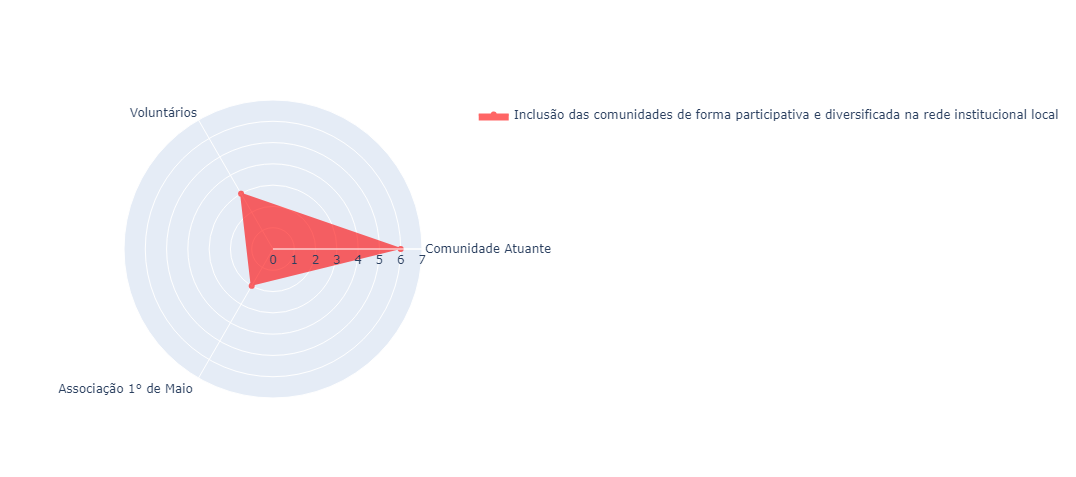 Voluntários
Inclusão das comunidades de forma participativa e diversificada na rede institucional local
Comunidade Atuante
0 1 2 3 4 5 6 7
Associação 1º de Maio